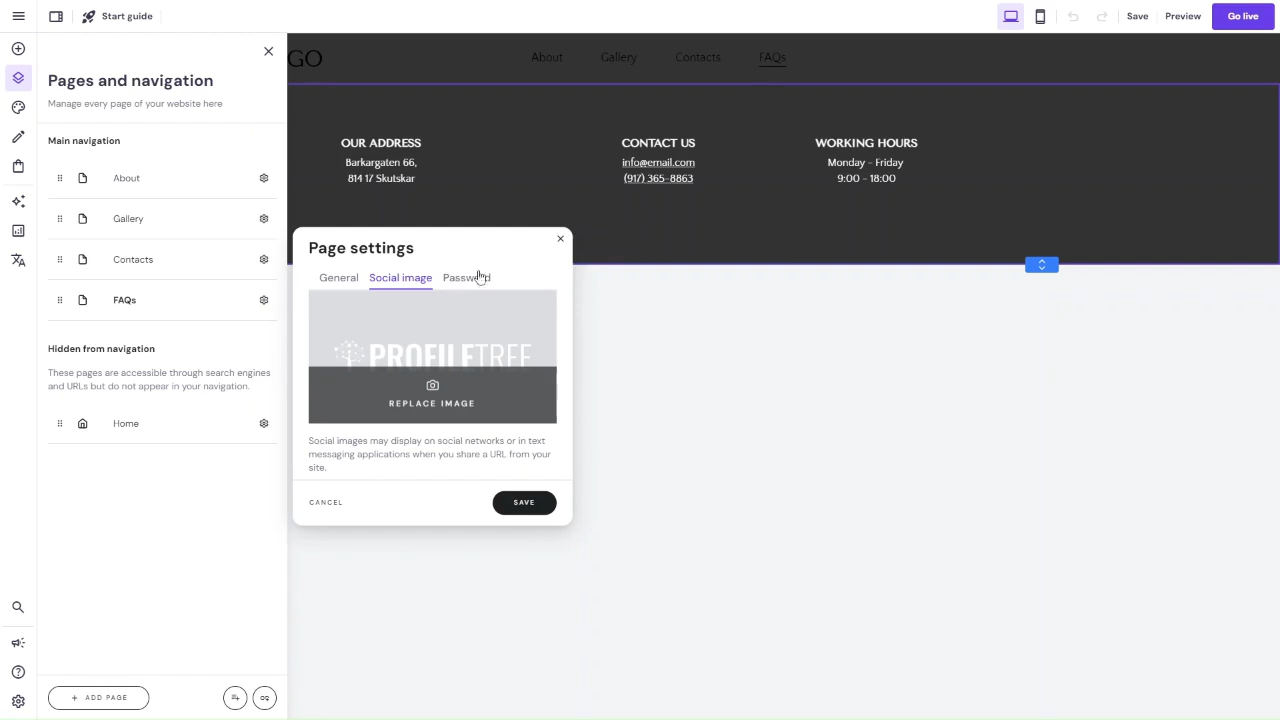 Start guide
Save
Preview
Go live
Pages and navigation
Manage every page of your website here
Main navigation
About
Gallery
Contacts
FAQs
Hidden from navigation
These pages are accessible through search engines
and URLs but do not appear in your navigation.
Home
ADD PAGE
GO
About
Gallery
Contacts
FAQs
OUR ADDRESS
Barkargaten 66,
814 17 Skutskar
CONTACT US
info@email.com
(917) 365-8863
WORKING HOURS
Monday - Friday
9:00 - 18:00
Page settings
General
Social image
Password
PROFILETREE
REPLACE IMAGE
Social images may display on social networks or in text
messaging applications when you share a URL from your
site.
CANCEL
SAVE